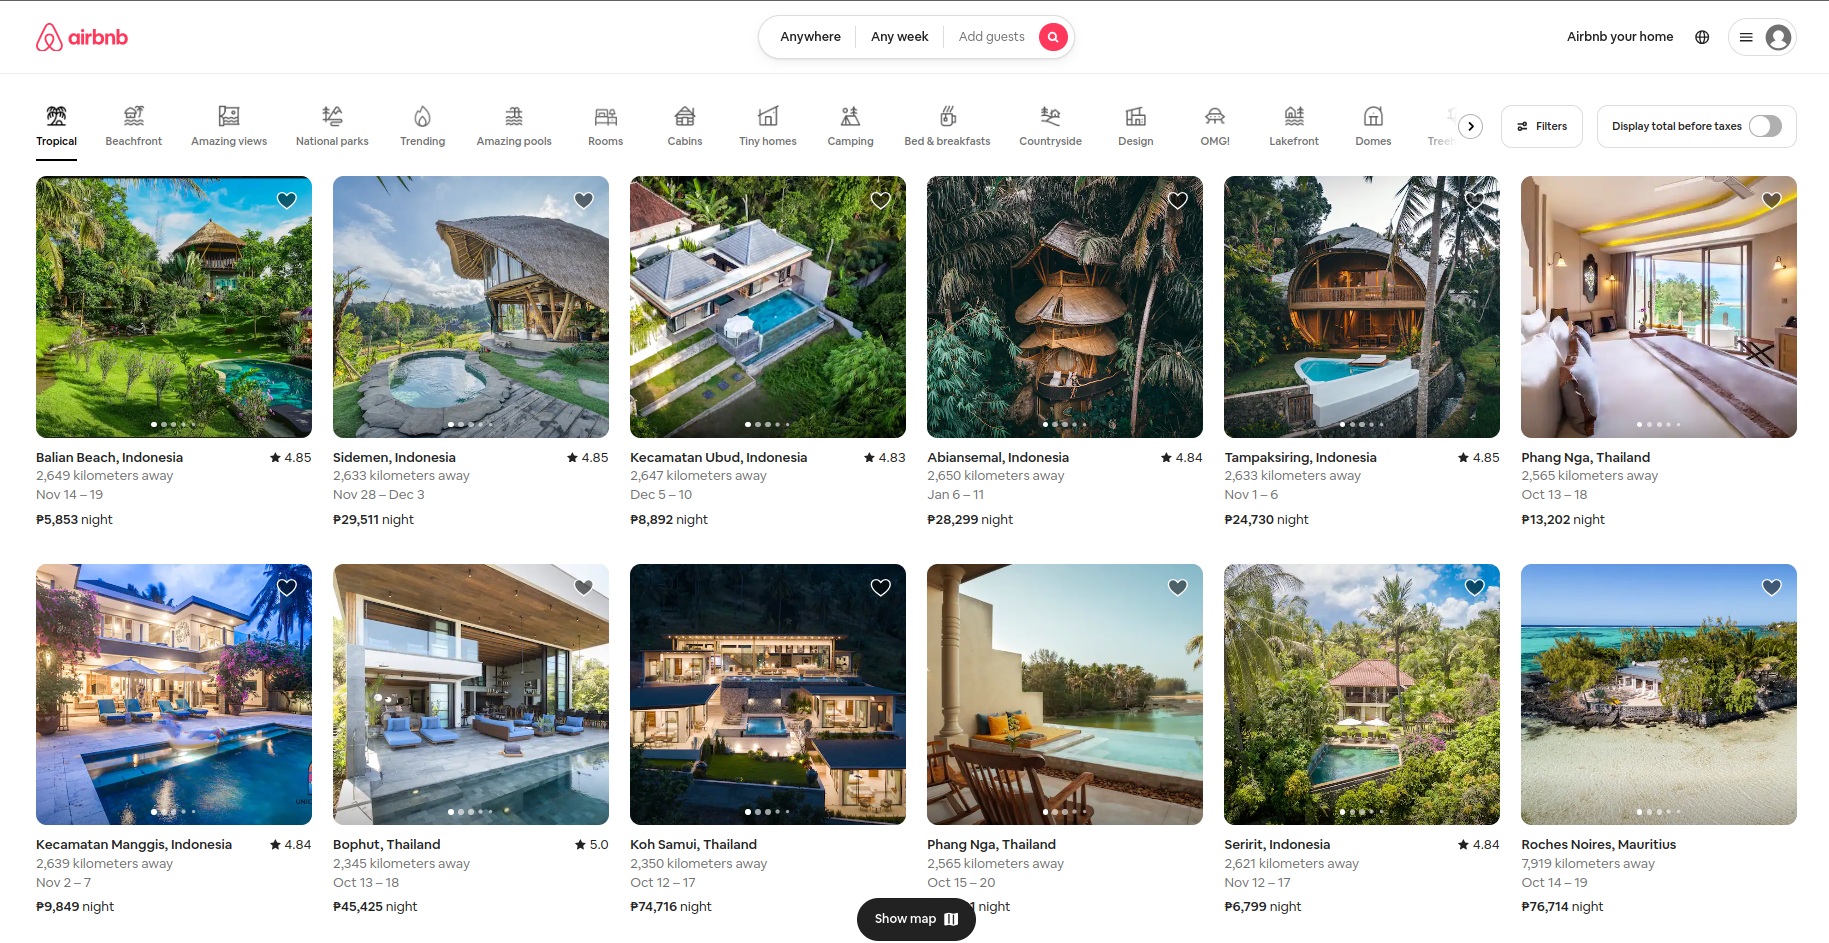 airbnb
Anywhere
Any week
Add guests
Airbnb your home
Tropical
Beachfront
Amazing views
National parks
Trending
Amazing pools
Rooms
Cabins
Tiny homes
Camping
Bed & breakfasts
Countryside
Design
OMG!
Lakefront
Domes
Filters
Display total before taxes
Balian Beach, Indonesia ★ 4.85
2,649 kilometers away
Nov 14 – 19
₱5,853 night
Sidemen, Indonesia ★ 4.85
2,633 kilometers away
Nov 28 – Dec 3
₱29,511 night
Kecamatan Ubud, Indonesia ★ 4.83
2,647 kilometers away
Dec 5 – 10
₱8,892 night
Abiansemal, Indonesia ★ 4.84
2,650 kilometers away
Jan 6 – 11
₱28,299 night
Tampaksiring, Indonesia ★ 4.85
2,633 kilometers away
Nov 1 – 6
₱24,730 night
Phang Nga, Thailand
2,565 kilometers away
Oct 13 – 18
₱13,202 night
Kecamatan Manggis, Indonesia ★ 4.84
2,639 kilometers away
Nov 2 – 7
₱9,849 night
Bophut, Thailand ★ 5.0
2,345 kilometers away
Oct 13 – 18
₱45,425 night
Koh Samui, Thailand
2,350 kilometers away
Oct 12 – 17
₱74,716 night
Phang Nga, Thailand
2,565 kilometers away
Oct 15 – 20
night
Seririt, Indonesia ★ 4.84
2,621 kilometers away
Nov 12 – 17
₱6,799 night
Roches Noires, Mauritius
7,919 kilometers away
Oct 14 – 19
₱76,714 night
Show map